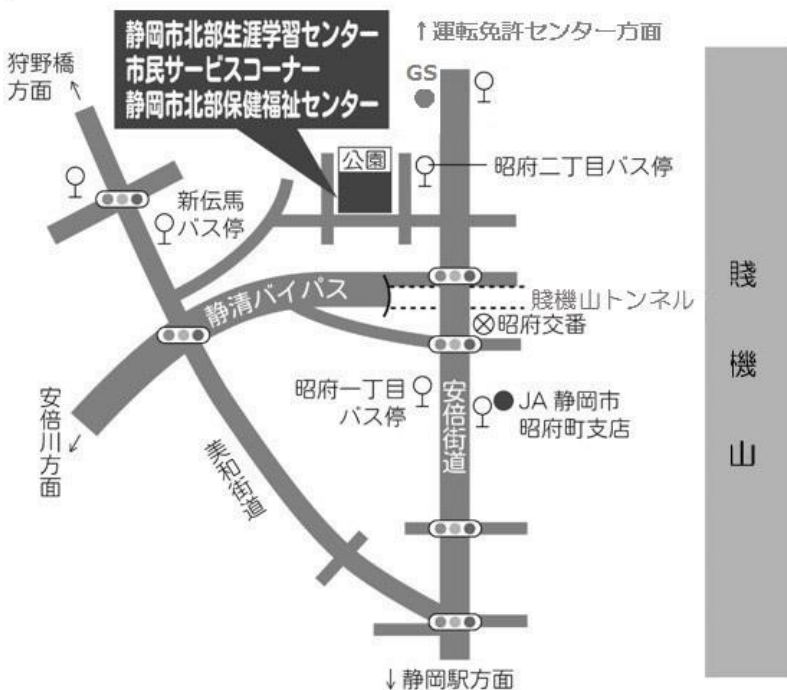 静岡市北部生涯学習センター
市民サービスコーナー
静岡市北部保健福祉センター
↑運転免許センター方面
狩野橋
方面
GS
公園
昭府二丁目バス停
新伝馬
バス停
静清バイパス
賤機山トンネル
昭府交番
昭府一丁目
バス停
安倍街道
JA 静岡市
昭府町支店
安倍川方面
美和街道
賤機山
↓静岡駅方面